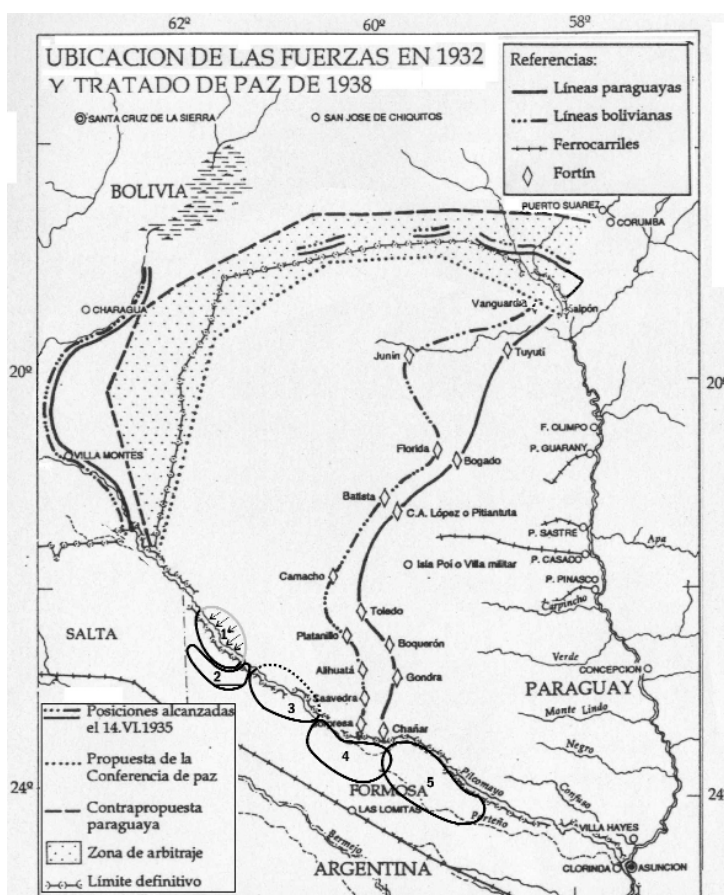 62º 60º 58º
UBICACION DE LAS FUERZAS EN 1932
Y TRATADO DE PAZ DE 1938
Referencias:
Líneas paraguayas
Líneas bolivianas
Ferrocarriles
Fortín
SANTA CRUZ DE LA SIERRA
SAN JOSE DE CHIQUITOS
BOLIVIA
PUERTO SUAREZ
CORUMBA
CHARAGUA
Vanguardia
Galpón
Junín
Tuyutí
20º
20º
F. OLIMPO
Florida
P. GUARANY
VILLA MONTES
Bogado
Batista
C.A. López o Pitiantuta
P. SASTRE
Apa
Isla Poí o Villa militar
P. CASADO
Camacho
P. PINASCO
Carpincho
Toledo
SALTA
1
Platanillo
Boquerón
Verde
2
Alihuatá
Gondra
CONCEPCION
PARAGUAY
3
Saavedra
Monte Lindo
Posiciones alcanzadas
el 14.VI.1935
Chañar
Negro
4
5
Propuesta de la
Conferencia de paz
Pilcomayo
24º
FORMOSA
24º
Contrapropuesta
paraguaya
LAS LOMITAS
Porteño
Confuso
VILLA HAYES
Zona de arbitraje
Bermejo
ARGENTINA
CLORINDA
ASUNCION
Límite definitivo